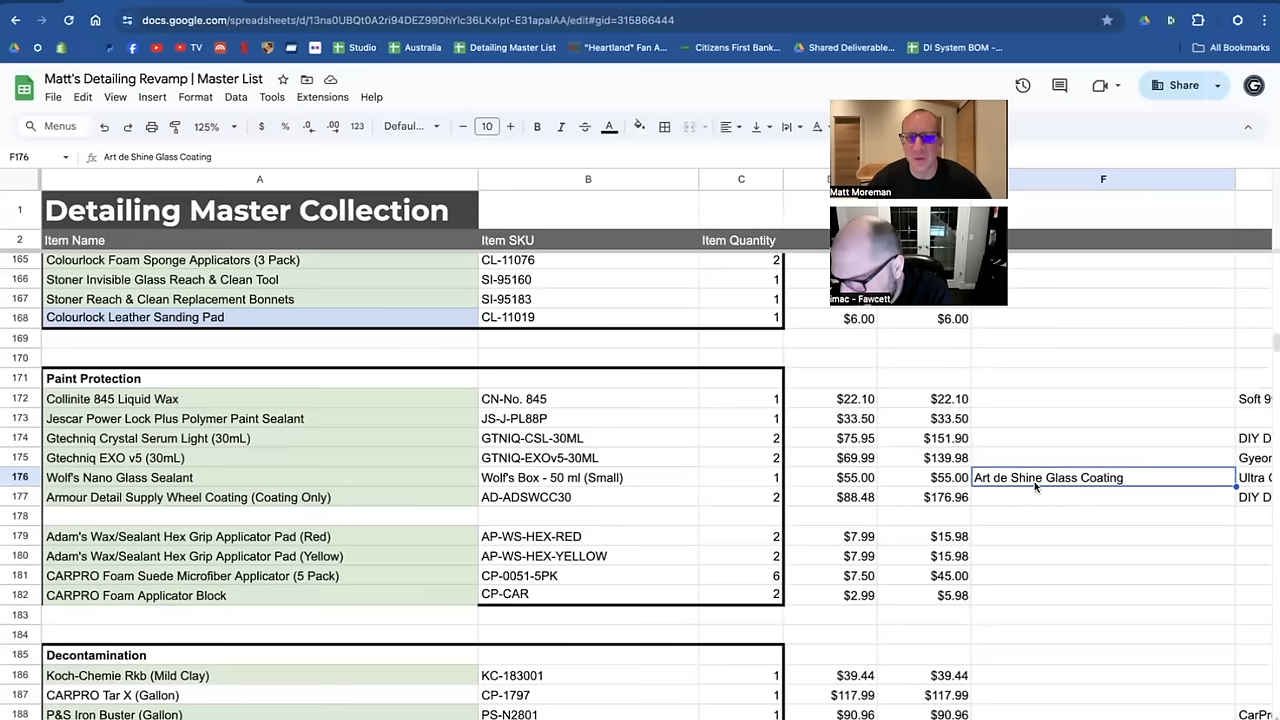 docs.google.com/spreadsheets/d/13na0UBQt0A2ri94DEZ99DhYlc36LKxlpt-E31apalAA/edit#gid=315866444
TV
Studio
Australia
Detailing Master List
"Heartland" Fan A...
Citizens First Bank...
Shared Deliverable...
DI System BOM -...
All Bookmarks
Matt's Detailing Revamp | Master List
File Edit View Insert Format Data Tools Extensions Help
Share
Menus 125% $ % .0 .00 123 Defaul... 10 B I A
F176 fx Art de Shine Glass Coating
A B C F
1 Detailing Master Collection
2 Item Name Item SKU Item Quantity
165 Colourlock Foam Sponge Applicators (3 Pack) CL-11076 2
166 Stoner Invisible Glass Reach & Clean Tool SI-95160 1
167 Stoner Reach & Clean Replacement Bonnets SI-95183 1
168 Colourlock Leather Sanding Pad CL-11019 1 $6.00 $6.00
169
170
171 Paint Protection
172 Collinite 845 Liquid Wax CN-No. 845 1 $22.10 $22.10 Soft 9
173 Jescar Power Lock Plus Polymer Paint Sealant JS-J-PL88P 1 $33.50 $33.50
174 Gtechniq Crystal Serum Light (30mL) GTNIQ-CSL-30ML 2 $75.95 $151.90 DIY D
175 Gtechniq EXO v5 (30mL) GTNIQ-EXOv5-30ML 2 $69.99 $139.98 Gyeor
176 Wolf's Nano Glass Sealant Wolf's Box - 50 ml (Small) 1 $55.00 $55.00 Art de Shine Glass Coating Ultra
177 Armour Detail Supply Wheel Coating (Coating Only) AD-ADSWCC30 2 $88.48 $176.96 DIY D
178
179 Adam's Wax/Sealant Hex Grip Applicator Pad (Red) AP-WS-HEX-RED 2 $7.99 $15.98
180 Adam's Wax/Sealant Hex Grip Applicator Pad (Yellow) AP-WS-HEX-YELLOW 2 $7.99 $15.98
181 CARPRO Foam Suede Microfiber Applicator (5 Pack) CP-0051-5PK 6 $7.50 $45.00
182 CARPRO Foam Applicator Block CP-CAR 2 $2.99 $5.98
183
184
185 Decontamination
186 Koch-Chemie Rkb (Mild Clay) KC-183001 1 $39.44 $39.44
187 CARPRO Tar X (Gallon) CP-1797 1 $117.99 $117.99
188 P&S Iron Buster (Gallon) PS-N2801 1 $90.96 $90.96 CarPr
Matt Moreman
imac - Fawcett